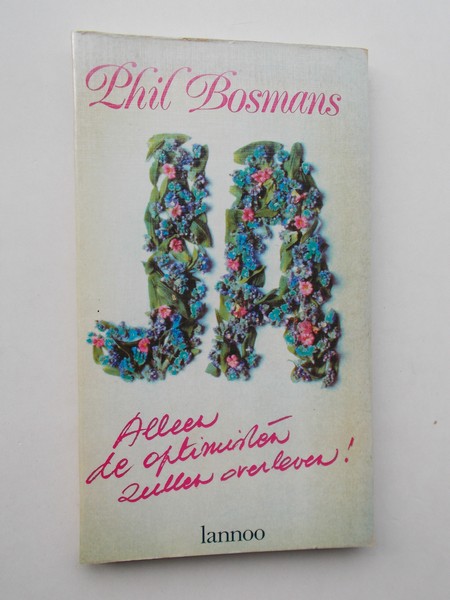 Phil Bosmans
JA
Alleen
de optimisten
zullen overleven!
lannoo